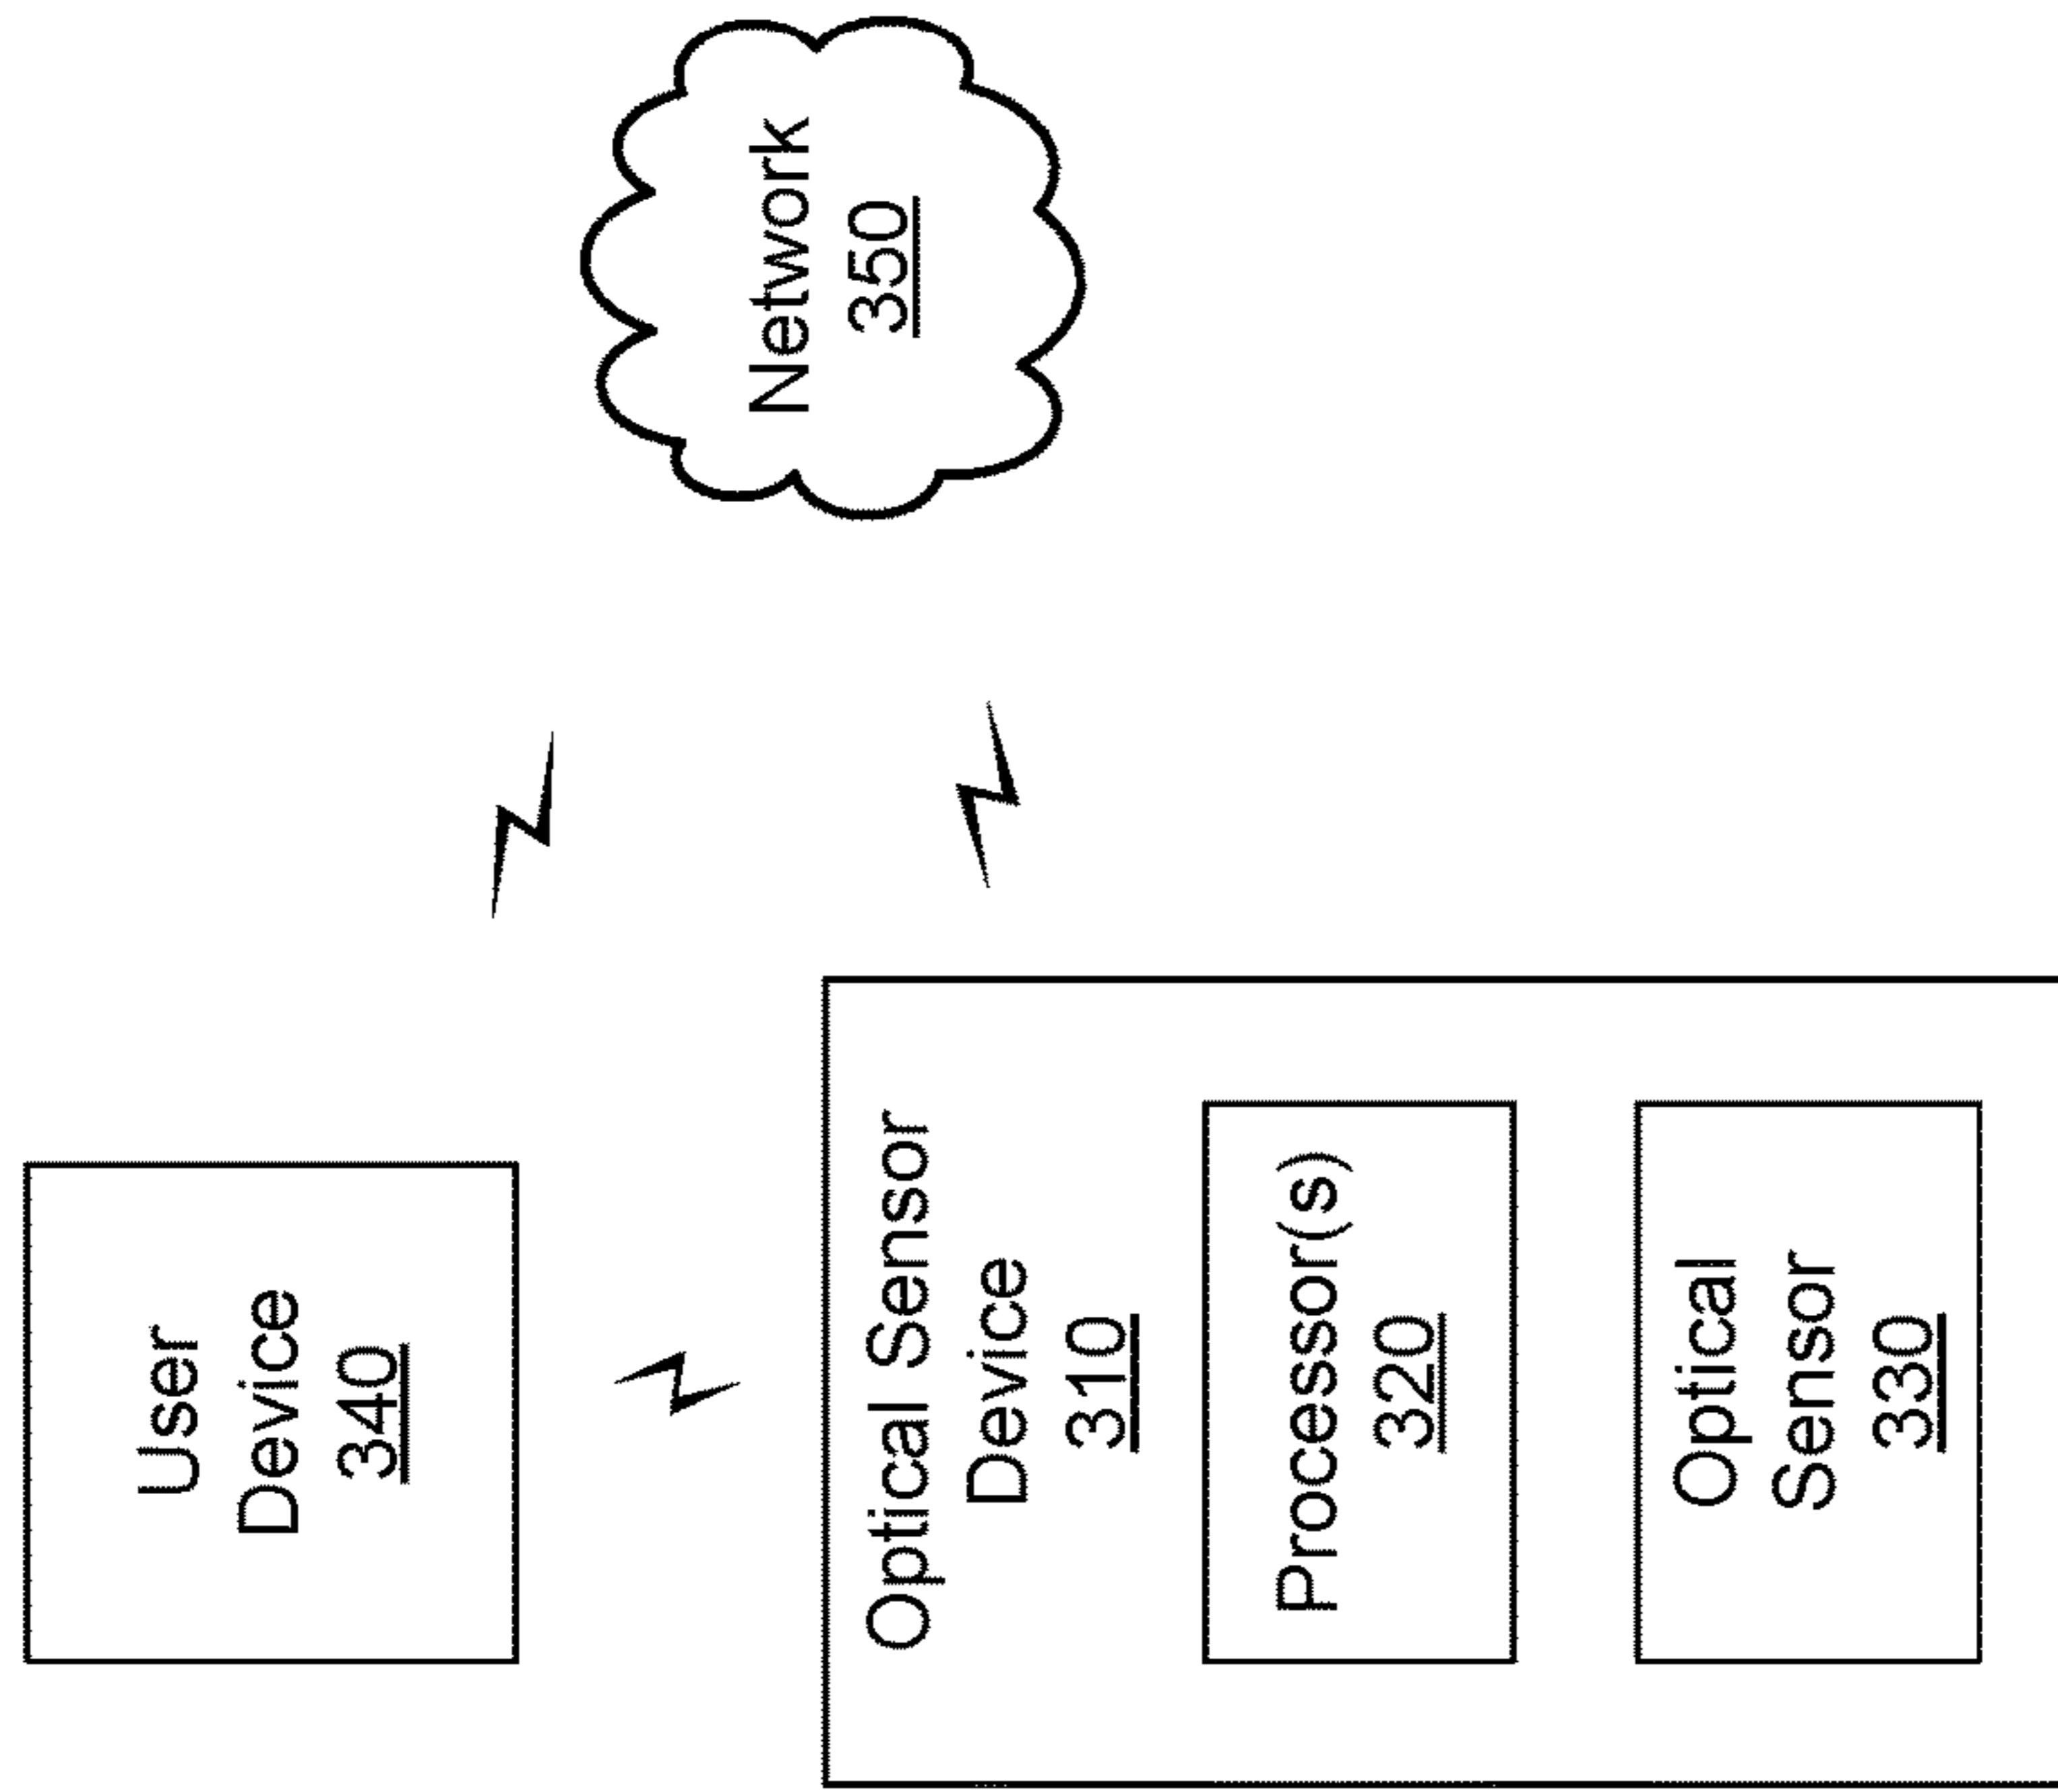 User
Device
340
Network
350
Optical Sensor
Device
310
Processor(s)
320
Optical
Sensor
330